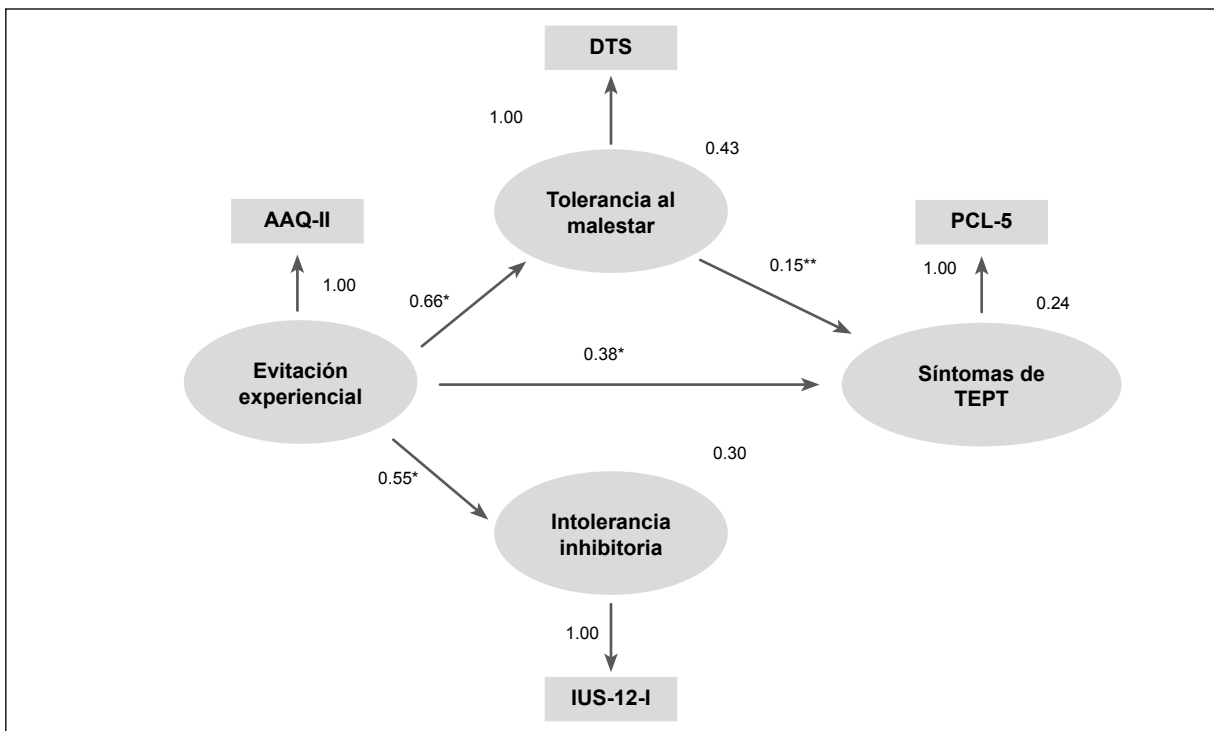 DTS
1.00
0.43
Tolerancia al
malestar
AAQ-II
PCL-5
1.00
0.66*
0.15**
1.00
0.24
Evitación
experiencial
0.38*
Síntomas de
TEPT
0.55*
0.30
Intolerancia
inhibitoria
1.00
IUS-12-I